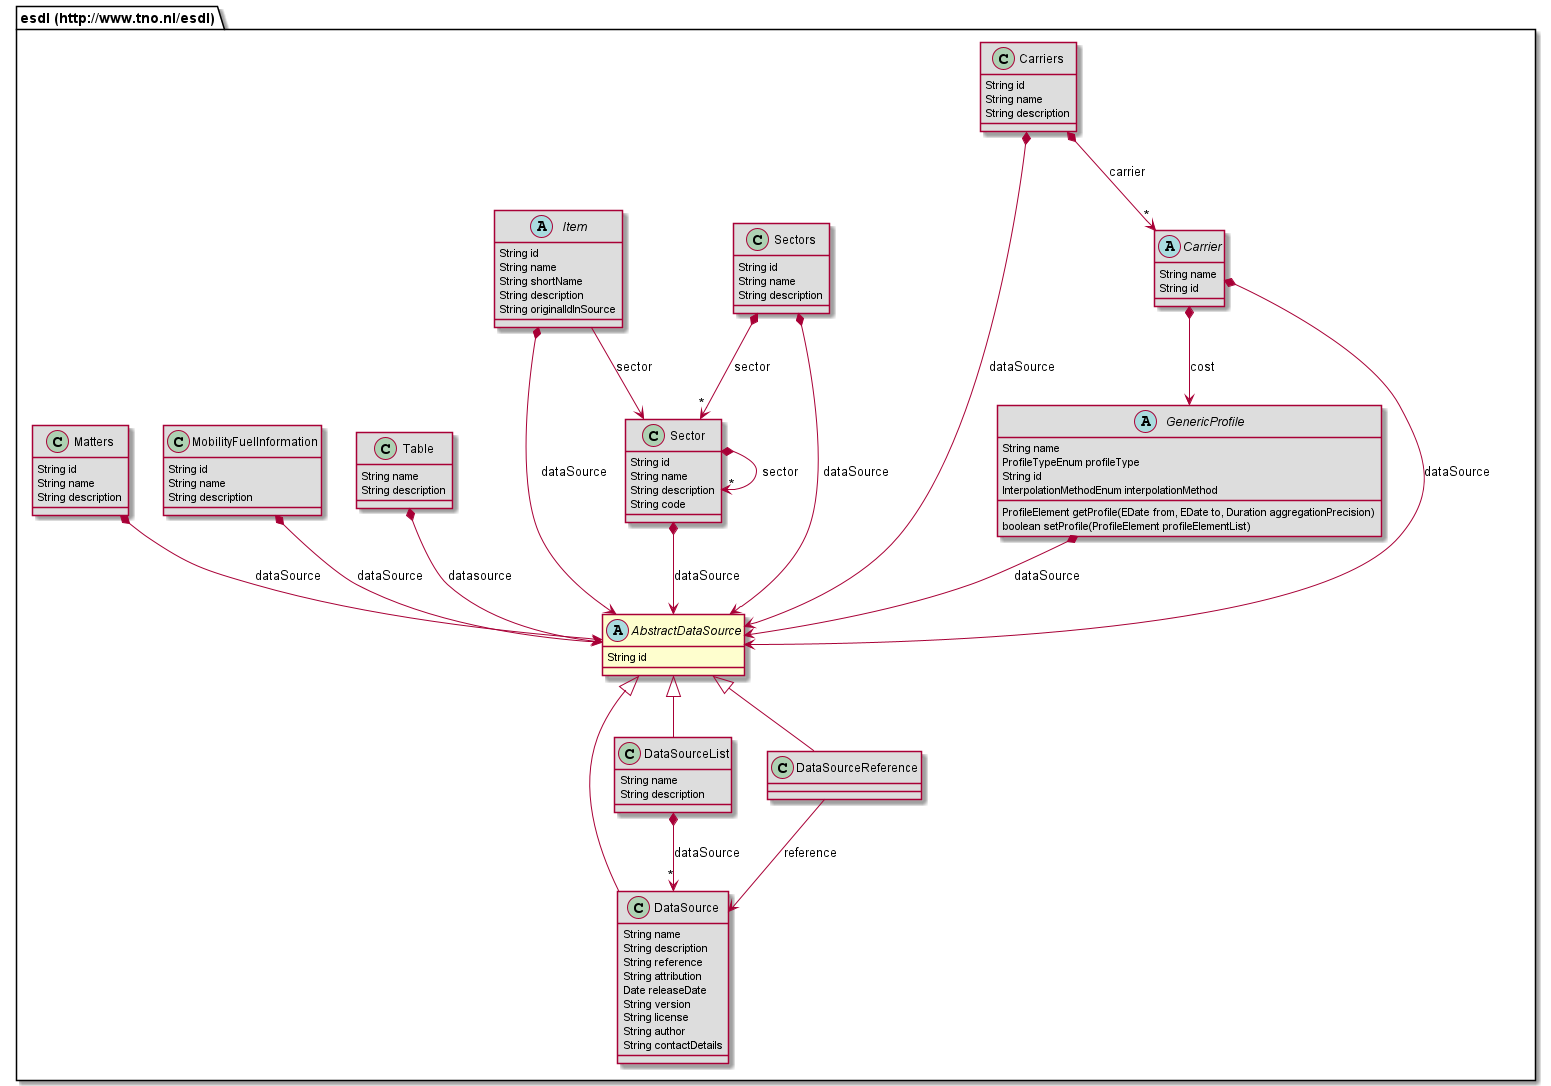 esdl (http://www.tno.nl/esdl)
C Carriers
String id
String name
String description
carrier
*
A Item
String id
String name
String shortName
String description
String originalIdInSource
C Sectors
String id
String name
String description
A Carrier
String name
String id
sector
sector
*
dataSource
cost
C Matters
String id
String name
String description
C MobilityFuelInformation
String id
String name
String description
C Table
String name
String description
dataSource
C Sector
String id
String name
String description
String code
sector
*
dataSource
A GenericProfile
String name
ProfileTypeEnum profileType
String id
InterpolationMethodEnum interpolationMethod
ProfileElement getProfile(EDate from, EDate to, Duration aggregationPrecision)
boolean setProfile(ProfileElement profileElementList)
dataSource
dataSource
dataSource
datasource
dataSource
dataSource
A AbstractDataSource
String id
C DataSourceList
String name
String description
C DataSourceReference
dataSource
*
reference
C DataSource
String name
String description
String reference
String attribution
Date releaseDate
String version
String license
String author
String contactDetails